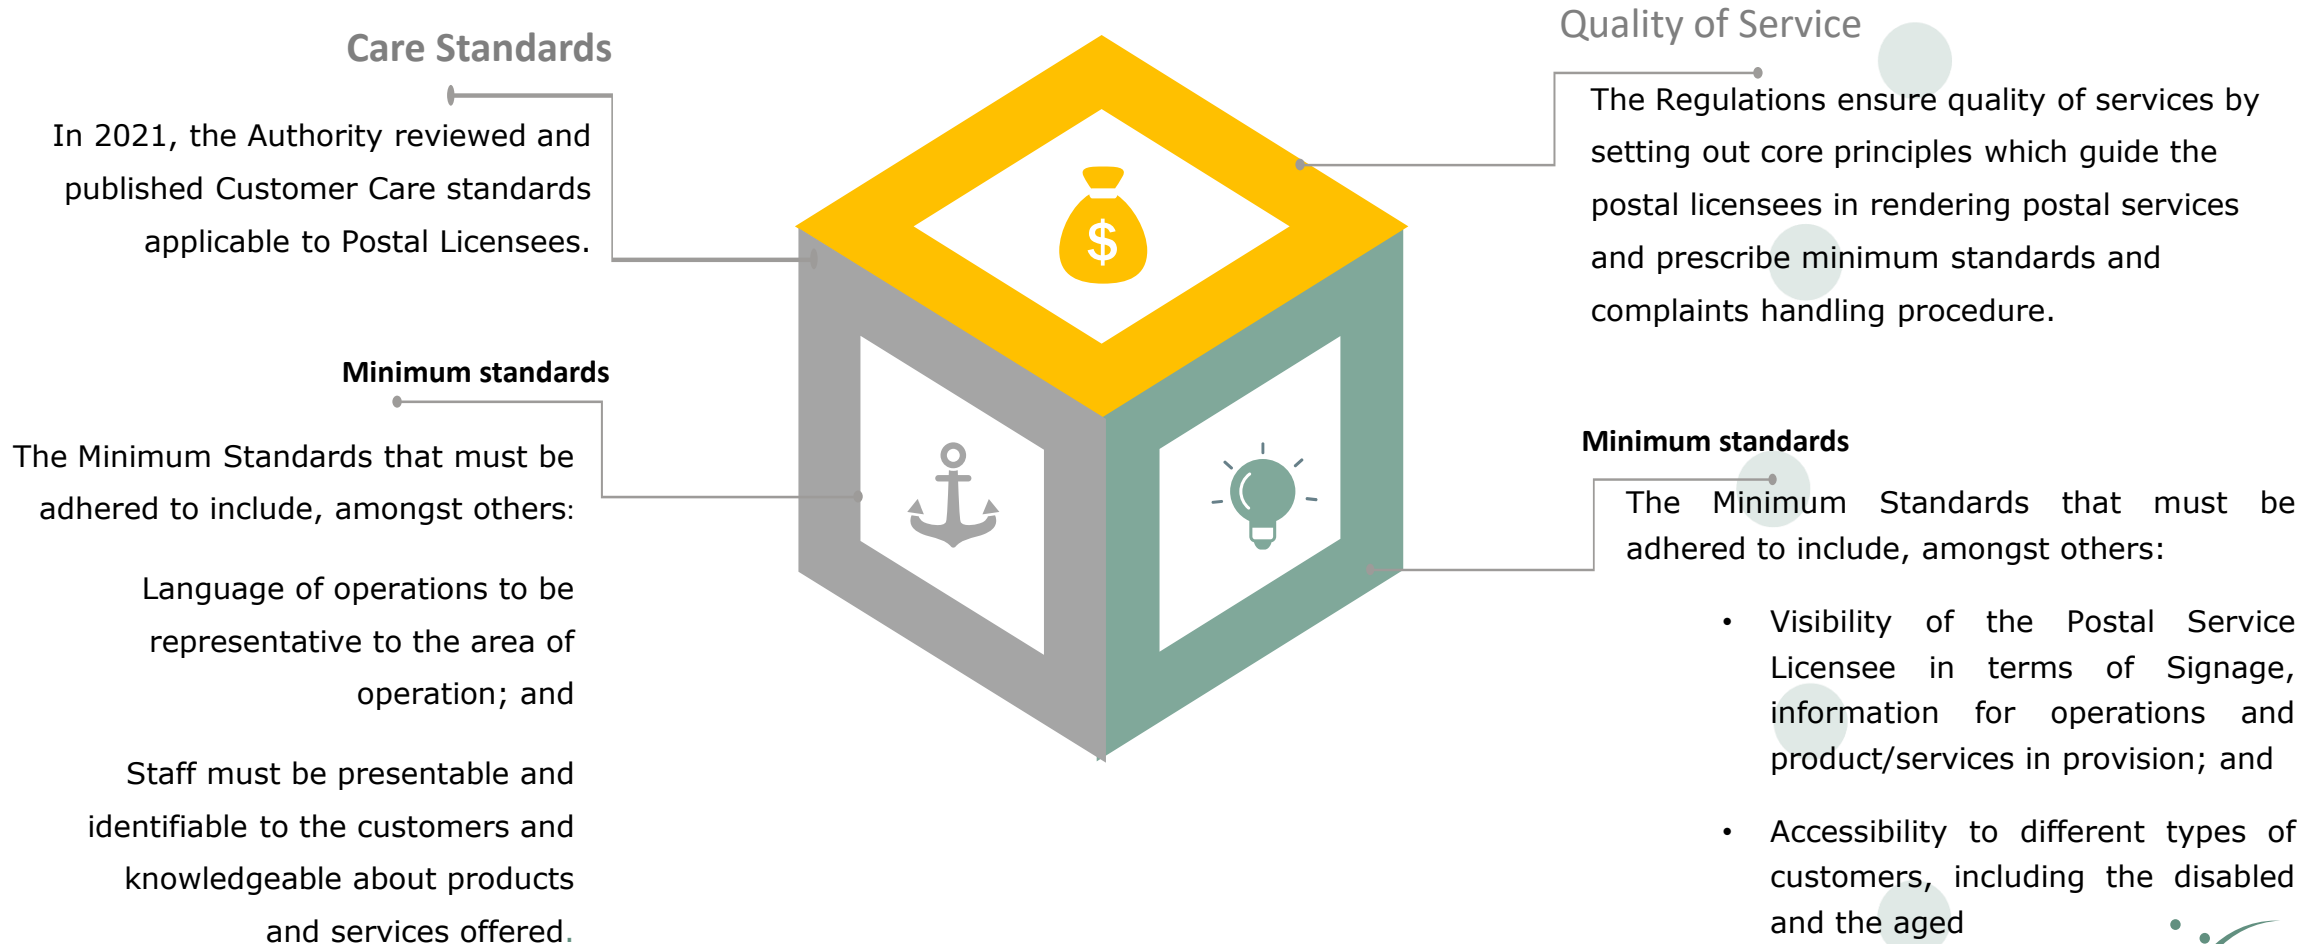 Care Standards
In 2021, the Authority reviewed and
published Customer Care standards
applicable to Postal Licensees.
Minimum standards
The Minimum Standards that must be
adhered to include, amongst others:
Language of operations to be
representative to the area of
operation; and
Staff must be presentable and
identifiable to the customers and
knowledgeable about products
and services offered.
$
Quality of Service
The Regulations ensure quality of services by
setting out core principles which guide the
postal licensees in rendering postal services
and prescribe minimum standards and
complaints handling procedure.
Minimum standards
The Minimum Standards that must be
adhered to include, amongst others:
• Visibility of the Postal Service
Licensee in terms of Signage,
information for operations and
product/services in provision; and
• Accessibility to different types of
customers, including the disabled
and the aged